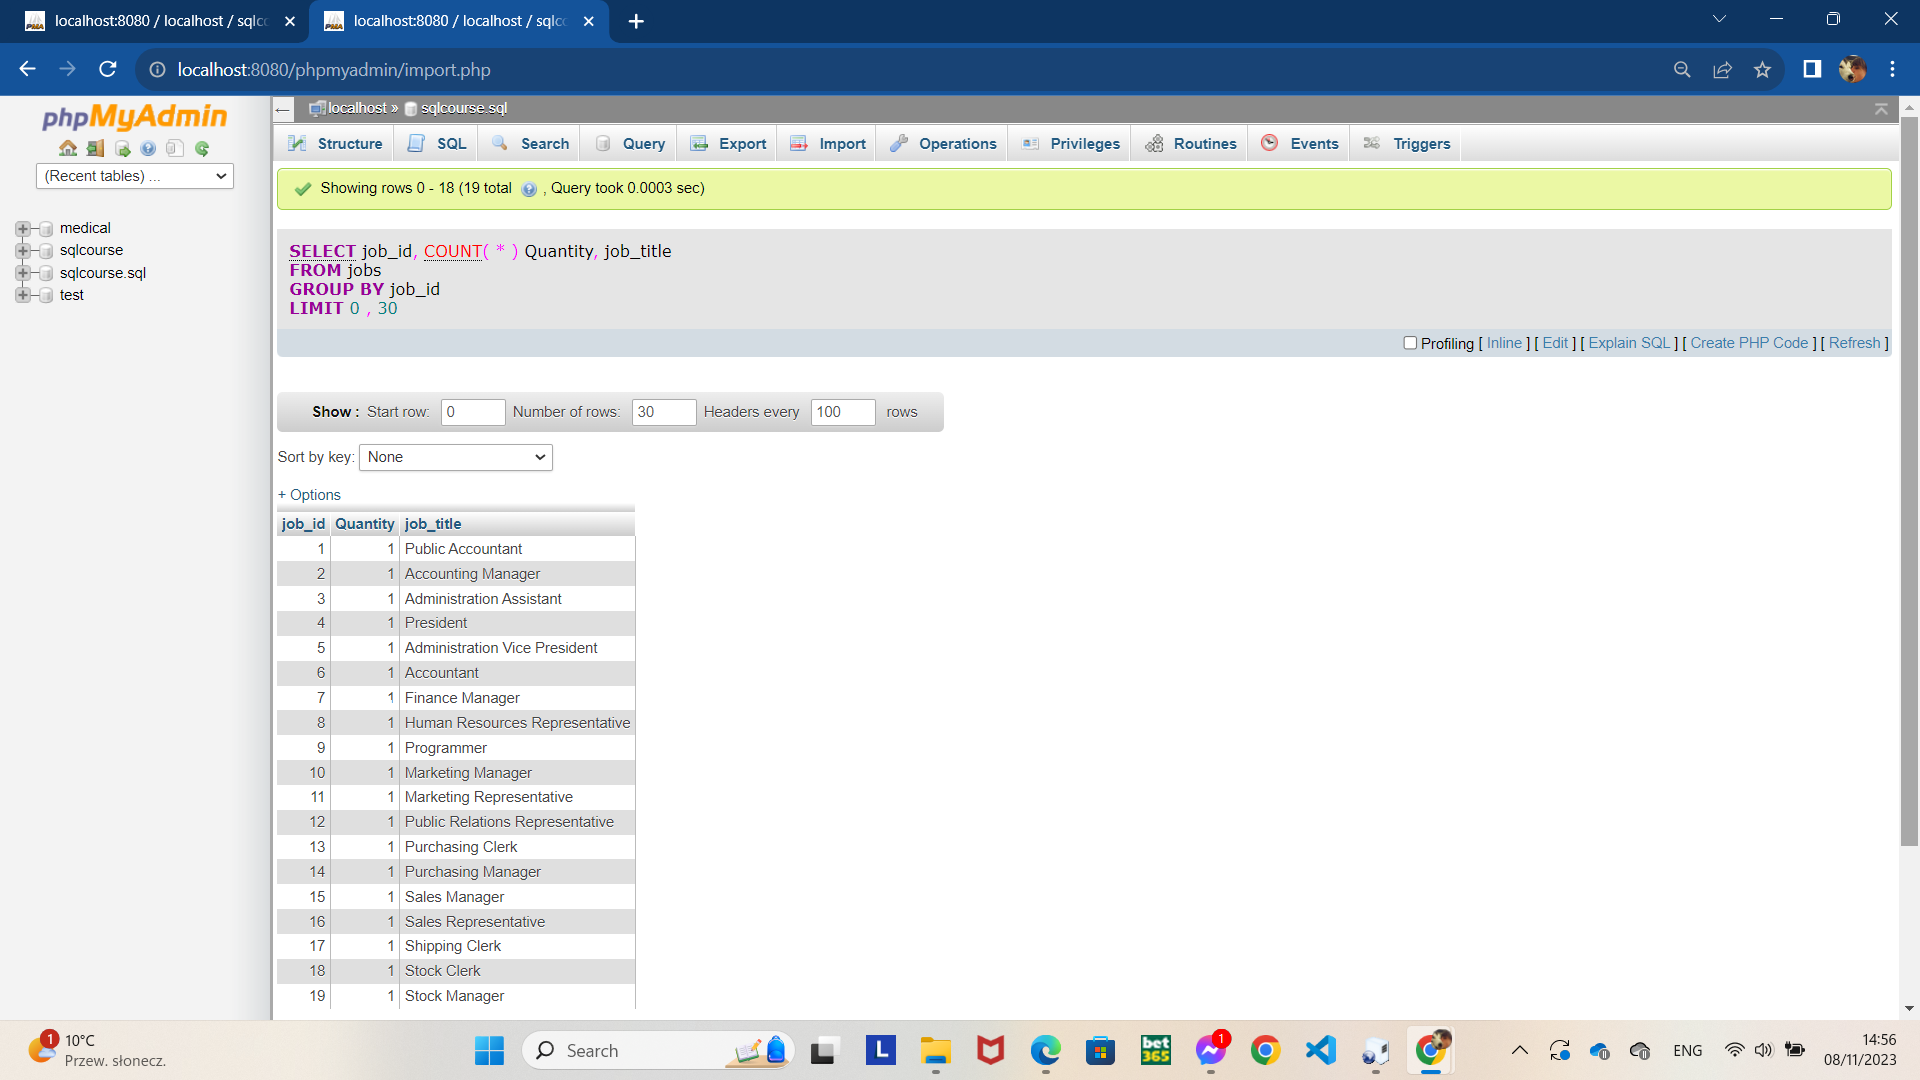 localhost:8080 / localhost / sqlcc
localhost:8080 / localhost / sqlcc
localhost:8080/phpmyadmin/import.php
phpMyAdmin
(Recent tables) ...
medical
sqlcourse
sqlcourse.sql
test
localhost » sqlcourse.sql
Structure SQL Search Query Export Import Operations Privileges Routines Events Triggers
Showing rows 0 - 18 (19 total , Query took 0.0003 sec)
SELECT job_id, COUNT( * ) Quantity, job_title
FROM jobs
GROUP BY job_id
LIMIT 0 , 30
Profiling [ Inline ] [ Edit ] [ Explain SQL ] [ Create PHP Code ] [ Refresh ]
Show : Start row: 0 Number of rows: 30 Headers every 100 rows
Sort by key: None
+ Options
job_id Quantity job_title
1 1 Public Accountant
2 1 Accounting Manager
3 1 Administration Assistant
4 1 President
5 1 Administration Vice President
6 1 Accountant
7 1 Finance Manager
8 1 Human Resources Representative
9 1 Programmer
10 1 Marketing Manager
11 1 Marketing Representative
12 1 Public Relations Representative
13 1 Purchasing Clerk
14 1 Purchasing Manager
15 1 Sales Manager
16 1 Sales Representative
17 1 Shipping Clerk
18 1 Stock Clerk
19 1 Stock Manager
1
10°C
Przew. słonecz.
Search
L
bet365
1
ENG
14:56
08/11/2023